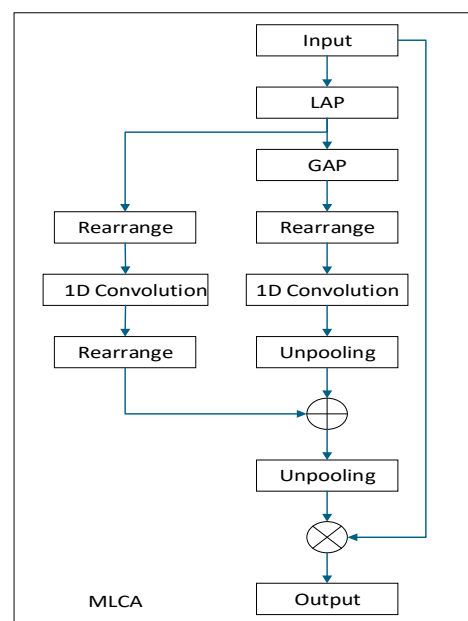 Input
LAP
GAP
Rearrange
Rearrange
1D Convolution
1D Convolution
Rearrange
Unpooling
Unpooling
MLCA
Output